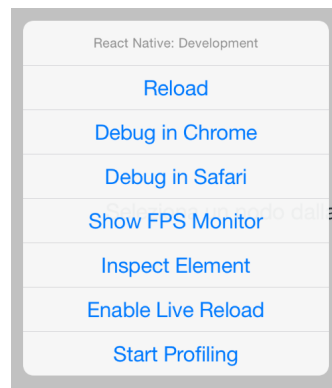 React Native: Development
Reload
Debug in Chrome
Debug in Safari
Show FPS Monitor
Inspect Element
Enable Live Reload
Start Profiling